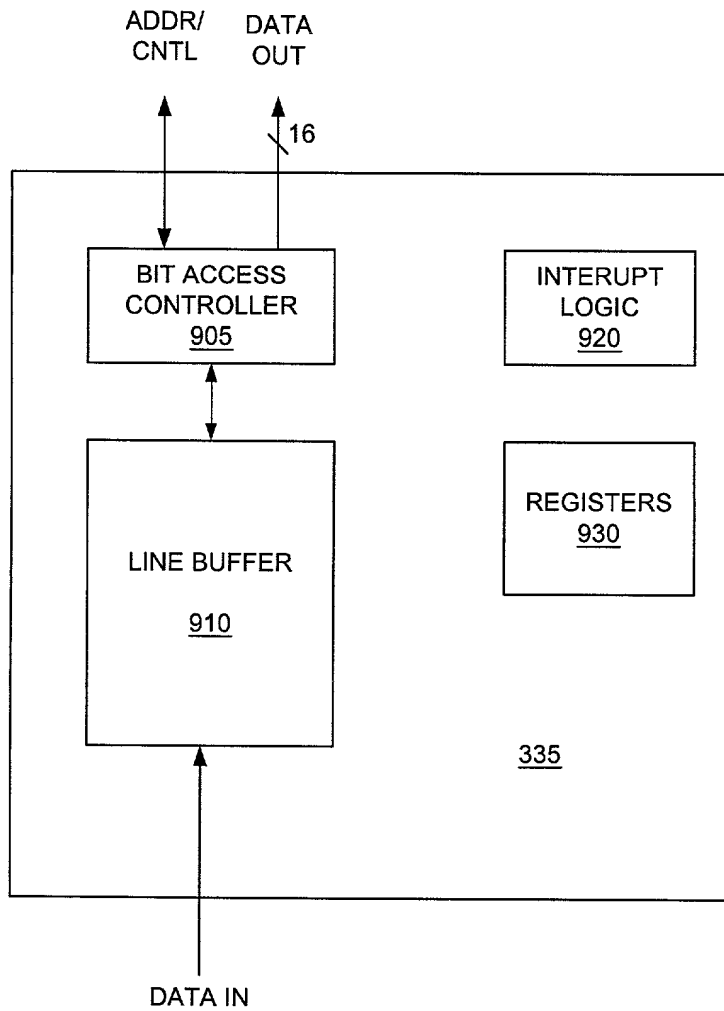 ADDR/
CNTL
DATA
OUT
16
BIT ACCESS
CONTROLLER
905
INTERUPT
LOGIC
920
LINE BUFFER
910
REGISTERS
930
335
DATA IN